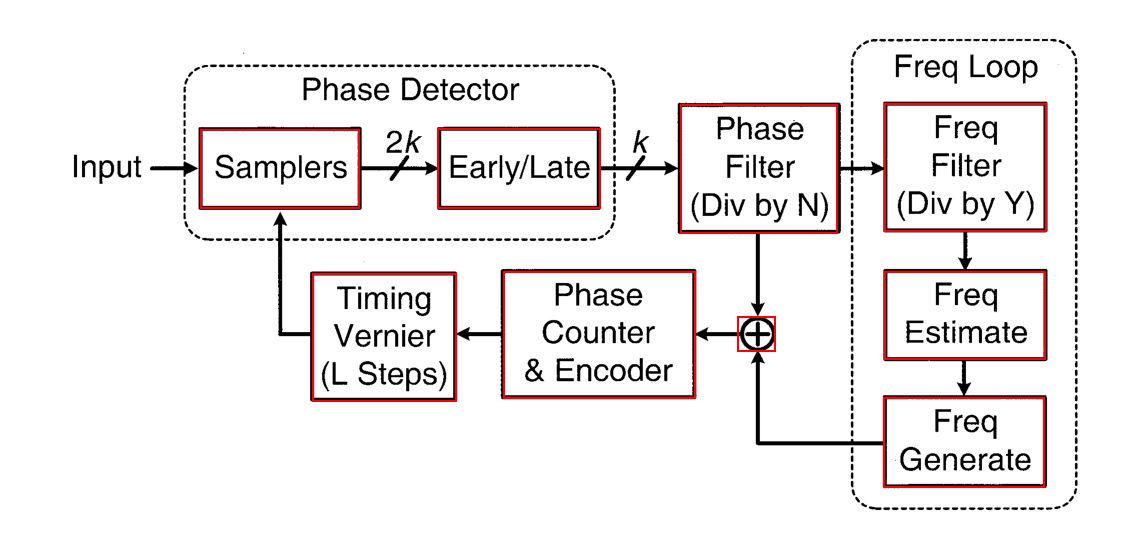 Phase Detector
Freq Loop
Input
Samplers
2k
Early/Late
k
Phase
Filter
(Div by N)
Freq
Filter
(Div by Y)
Timing
Vernier
(L Steps)
Phase
Counter
& Encoder
+
Freq
Estimate
Freq
Generate